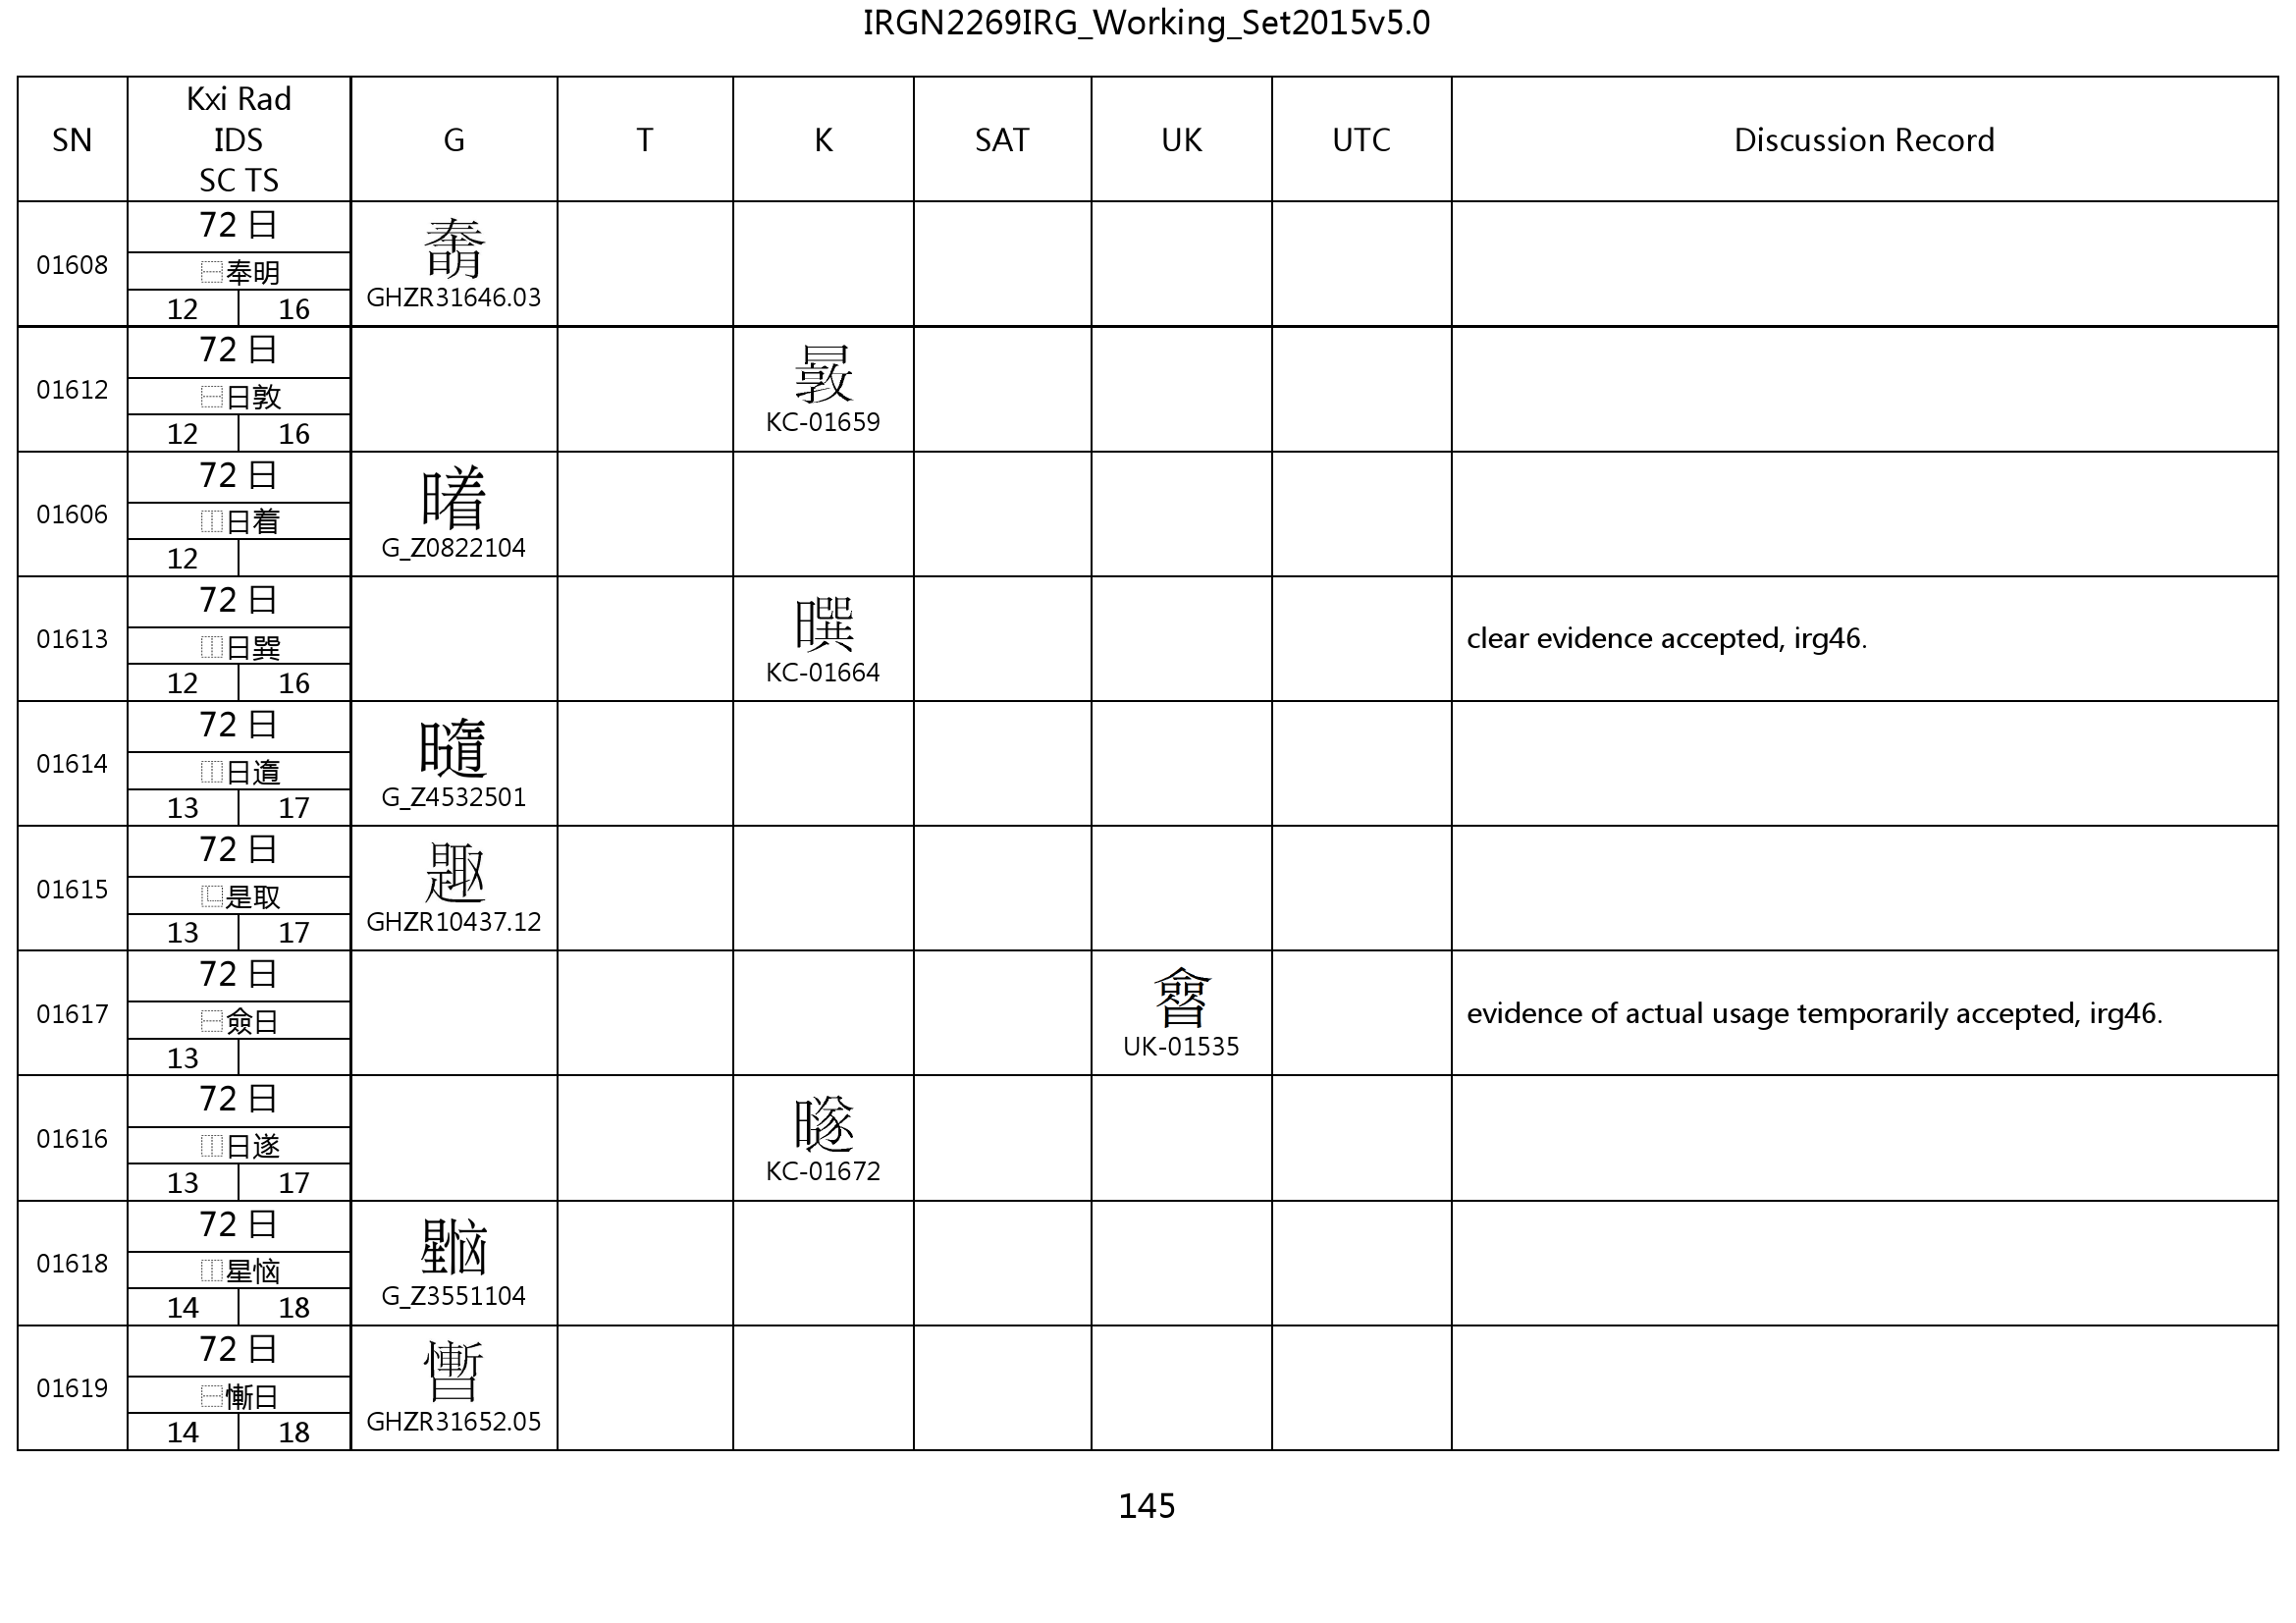 IRGN2269IRG_Working_Set2015v5.0
SN Kxi Rad IDS SC TS G T K SAT UK UTC Discussion Record
01608
72 日
⿱奉明
12 16
GHZR31646.03
01612
72 日
⿱日敦
12 16
KC-01659
01606
72 日
⿰日着
12
G_Z0822104
01613
72 日
⿰日巽
12 16
KC-01664
clear evidence accepted, irg46.
01614
72 日
⿰日遀
13 17
G_Z4532501
01615
72 日
⿺是取
13 17
GHZR10437.12
01617
72 日
⿱僉日
13
UK-01535
evidence of actual usage temporarily accepted, irg46.
01616
72 日
⿰日遂
13 17
KC-01672
01618
72 日
⿰星恼
14 18
G_Z3551104
01619
72 日
⿱慚日
14 18
GHZR31652.05
145